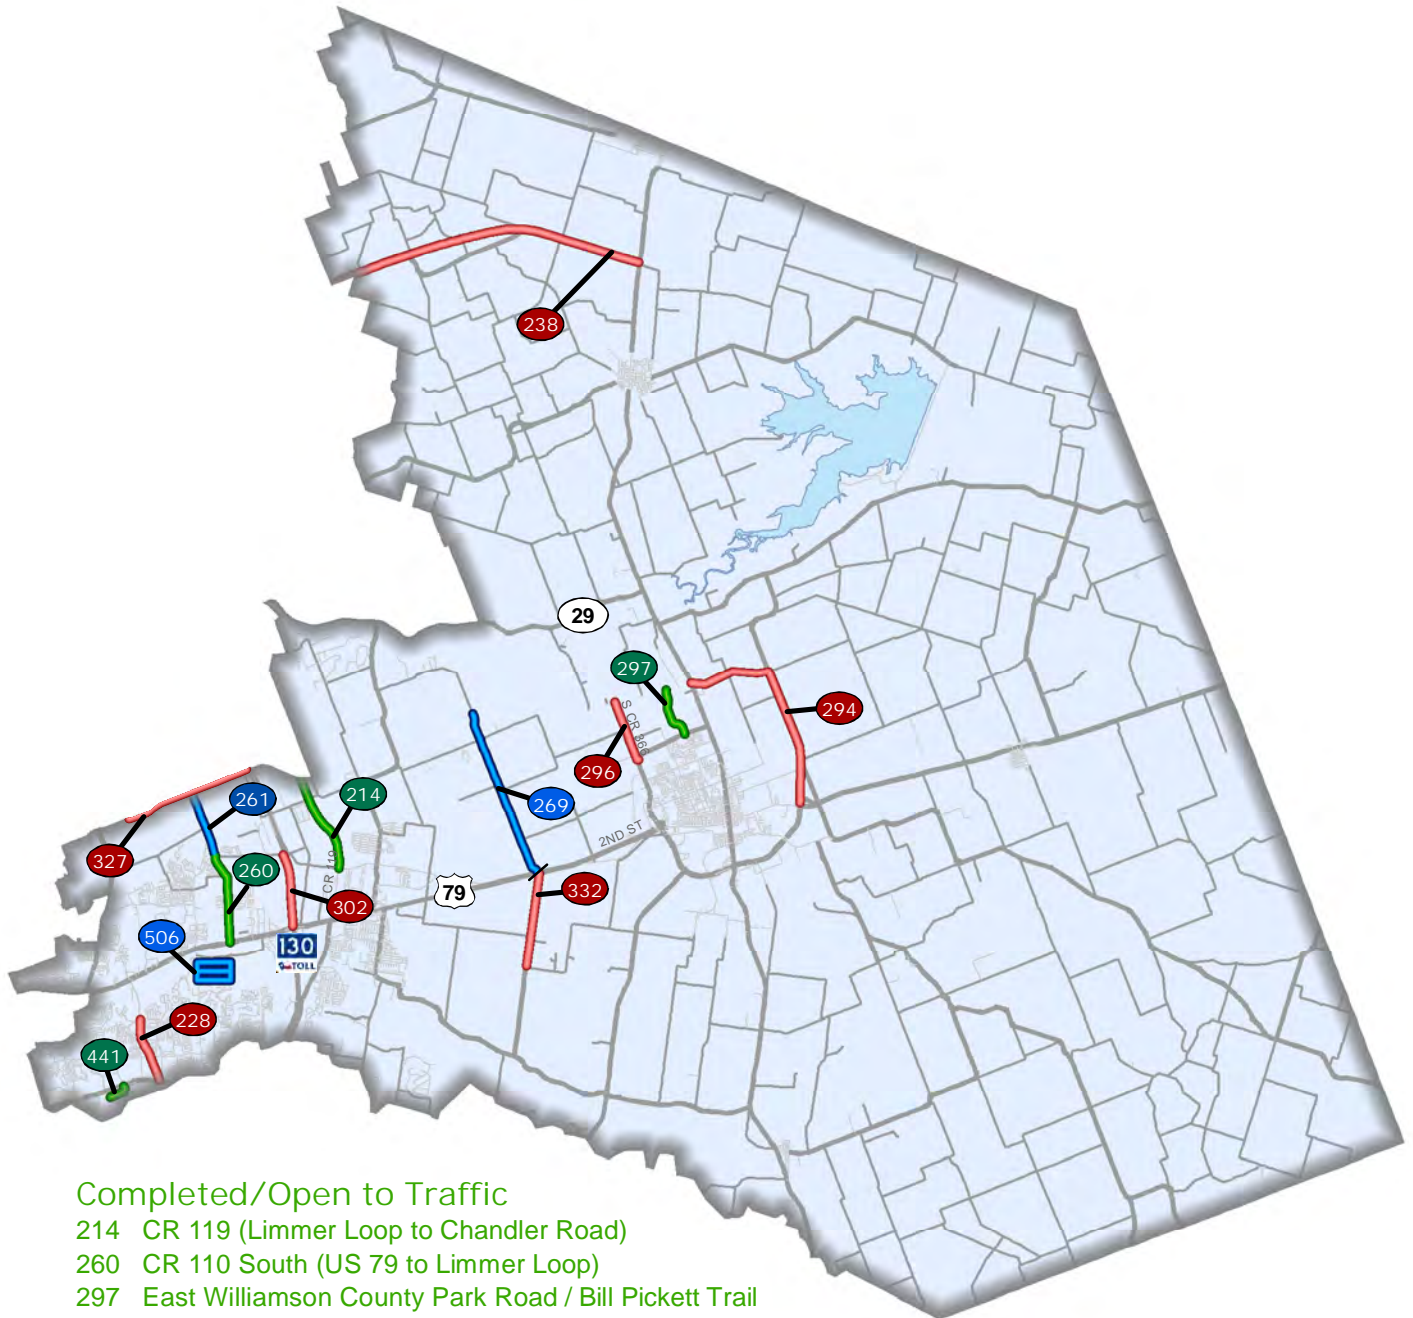 238
29
297
S CR 366
294
296
261
214
269
2ND ST
327
260
CR 119
79
332
302
506
130
TOLL
228
441
Completed/Open to Traffic
214 CR 119 (Limmer Loop to Chandler Road)
260 CR 110 South (US 79 to Limmer Loop)
297 East Williamson County Park Road / Bill Pickett Trail